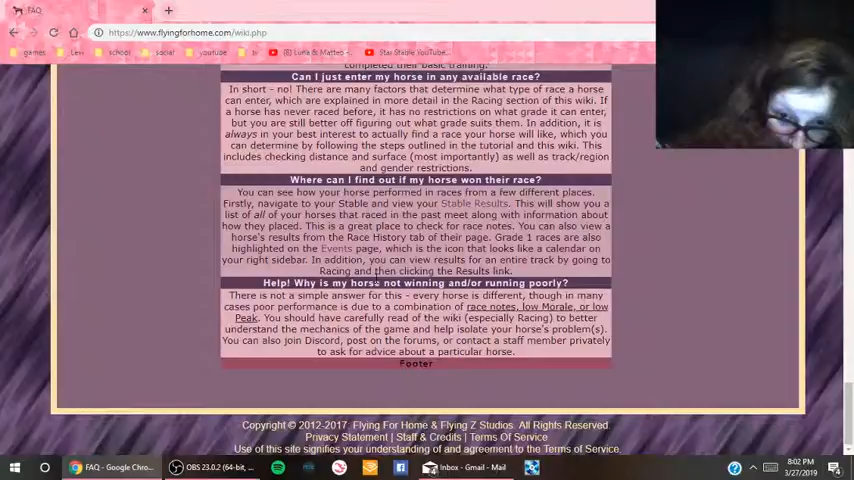 FAQ
https://www.flyingforhome.com/wiki.php
games
Lew
school
social
youtube
tv
(8) Luna & Matteo -
Star Stable YouTube...
completed their basic training.
Can I just enter my horse in any available race?
In short - no! There are many factors that determine what type of race a horse
can enter, which are explained in more detail in the Racing section of this wiki. If
a horse has never raced before, it has no restrictions on what grade it can enter,
but you are still better off figuring out what grade suits them. In addition, it is
always in your best interest to actually find a race your horse will like, which you
can determine by following the steps outlined in the tutorial and this wiki. This
includes checking distance and surface (most importantly) as well as track/region
and gender restrictions.
Where can I find out if my horse won their race?
You can see how your horse performed in races from a few different places.
Firstly, navigate to your Stable and view your Stable Results. This will show you a
list of all of your horses that raced in the past meet along with information about
how they placed. This is a great place to check for race notes. You can also view a
horse's results from the Race History tab of their page. Grade 1 races are also
highlighted on the Events page, which is the icon that looks like a calendar on
your right sidebar. In addition, you can view results for an entire track by going to
Racing and then clicking the Results link.
Help! Why is my horse not winning and/or running poorly?
There is not a simple answer for this - every horse is different, though in many
cases poor performance is due to a combination of race notes, low Morale, or low
Peak. You should have carefully read of the wiki (especially Racing) to better
understand the mechanics of the game and help isolate your horse's problem(s).
You can also join Discord, post on the forums, or contact a staff member privately
to ask for advice about a particular horse.
Footer
Copyright © 2012-2017. Flying For Home & Flying Z Studios. All Rights Reserved.
Privacy Statement | Staff & Credits | Terms Of Service
Use of this site signifies your understanding of and agreement to the Terms of Service.
FAQ - Google Chro...
OBS 23.0.2 (64-bit, ...
Inbox - Gmail - Mail
8:02 PM
3/27/2019